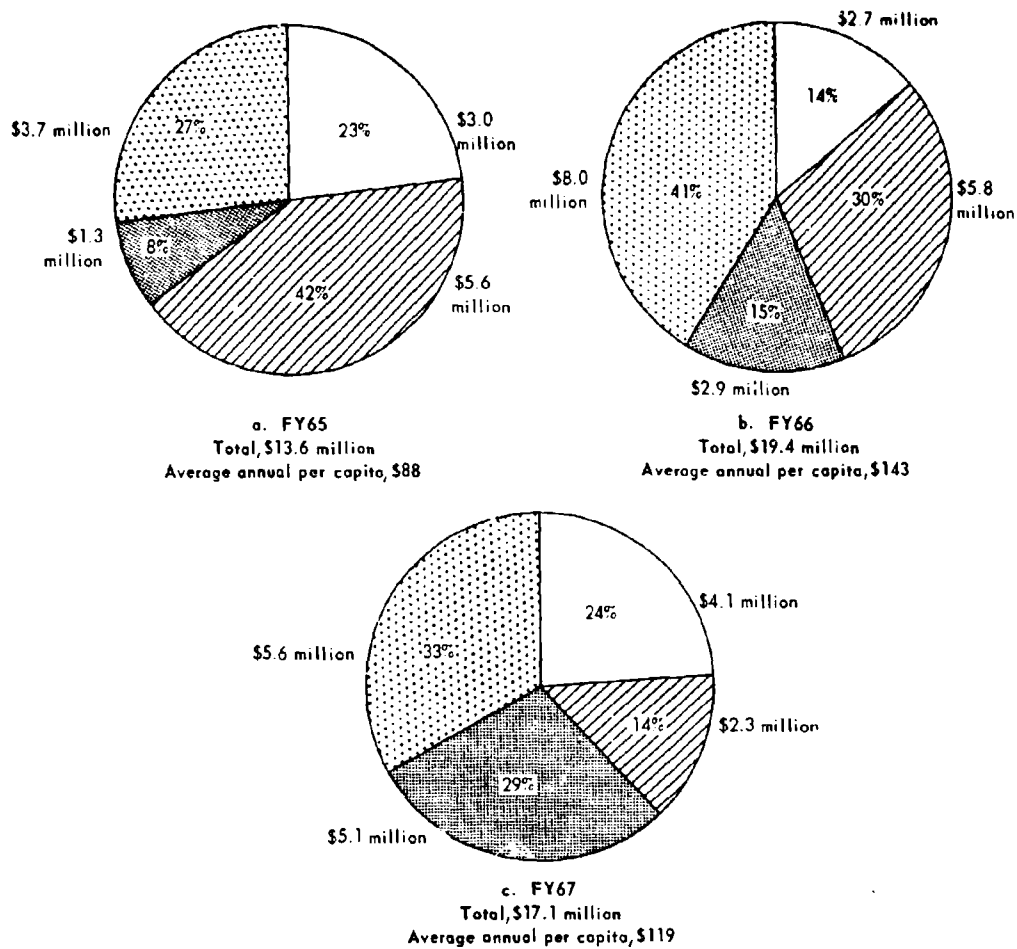 $3.7 million
27%
23%
$3.0
million
$1.3
million
8%
42%
$5.6
million
a. FY65
Total, $13.6 million
Average annual per capita, $88
$2.7 million
14%
$8.0
million
41%
30%
$5.8
million
15%
$2.9 million
b. FY66
Total, $19.4 million
Average annual per capita, $143
24%
$4.1 million
$5.6 million
33%
14%
$2.3 million
29%
$5.1 million
c. FY67
Total, $17.1 million
Average annual per capita, $119